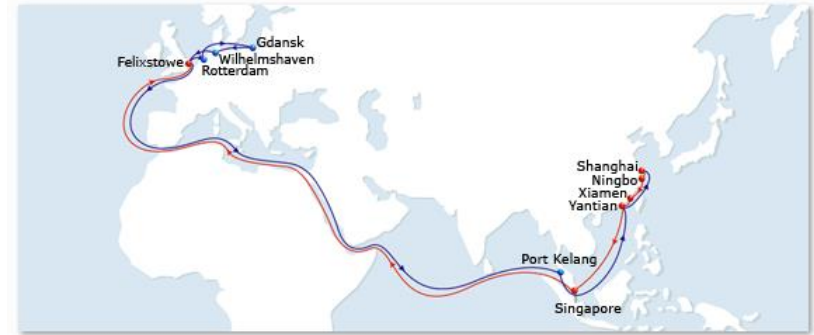 Gdansk
Felixstowe
Wilhelmshaven
Rotterdam
Shanghai
Ningbo
Xiamen
Yantian
Port Kelang
Singapore